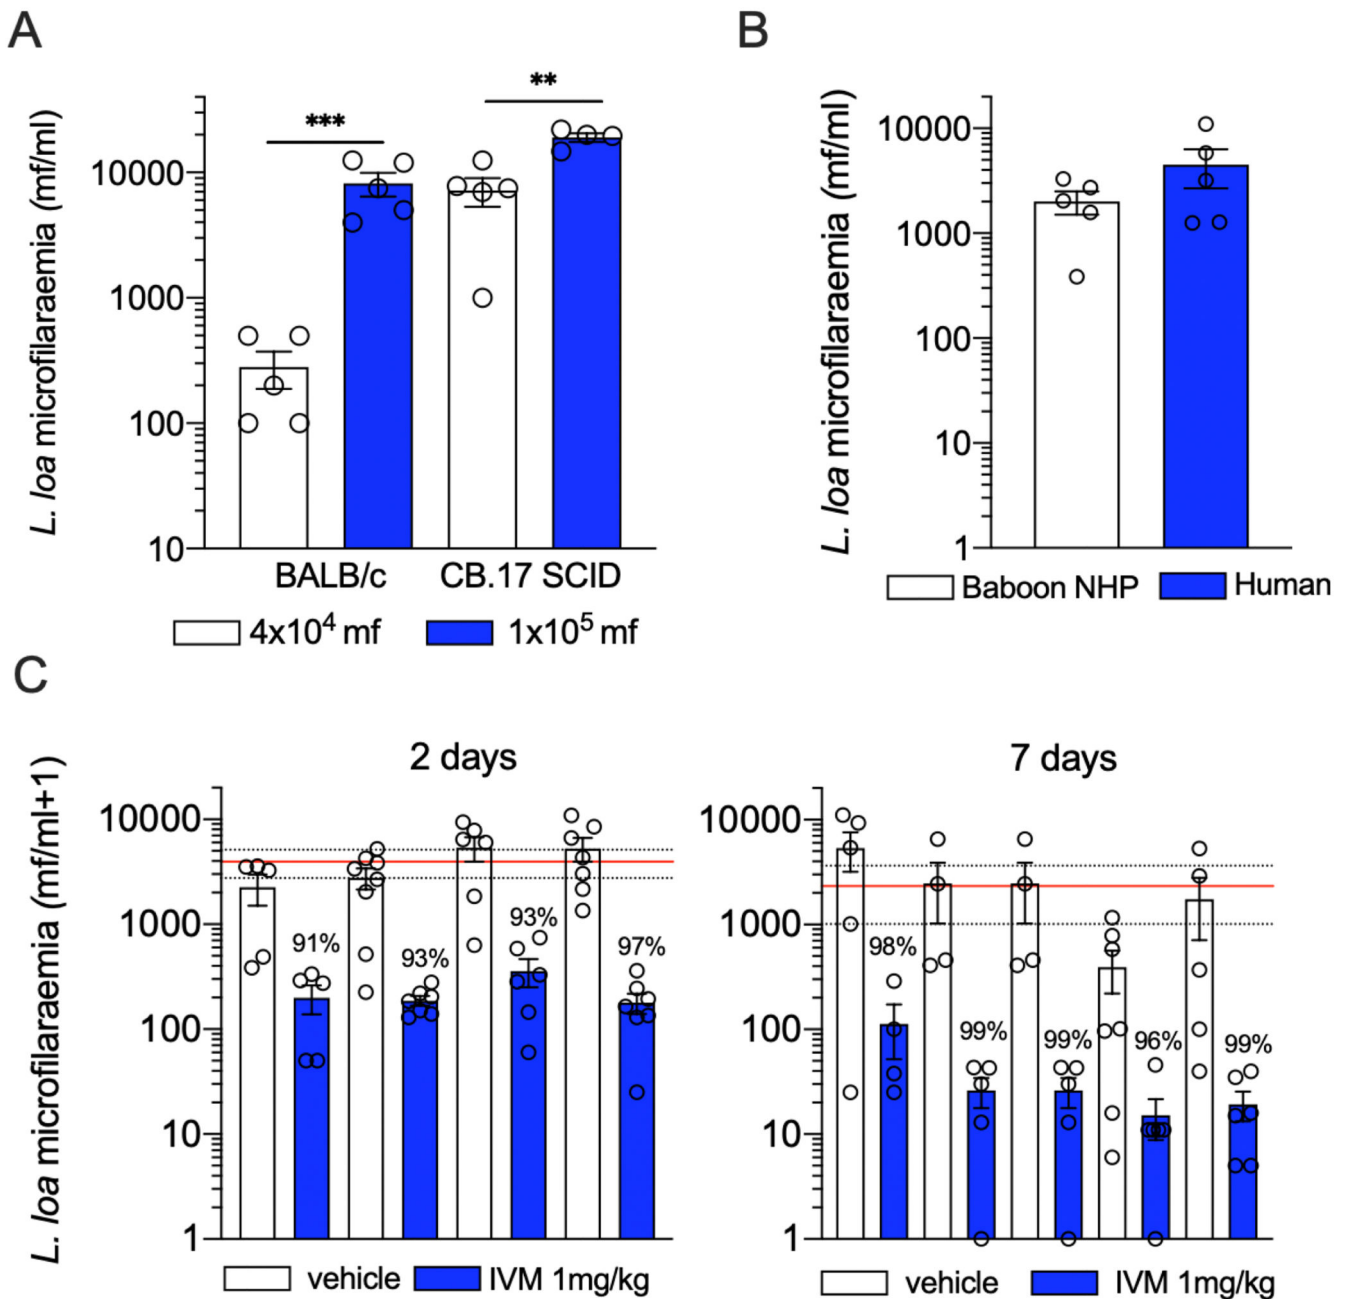 A
L. loa microfilaraemia (mf/ml)
10000
1000
100
10
***
**
BALB/c
CB.17 SCID
4x10⁴ mf
1x10⁵ mf
B
L. loa microfilaraemia (mf/ml)
10000
1000
100
10
1
Baboon NHP
Human
C
L. loa microfilaraemia (mf/ml+1)
2 days
10000
1000
100
10
1
91%
93%
93%
97%
vehicle
IVM 1mg/kg
7 days
10000
1000
100
10
1
98%
99%
99%
96%
99%
vehicle
IVM 1mg/kg